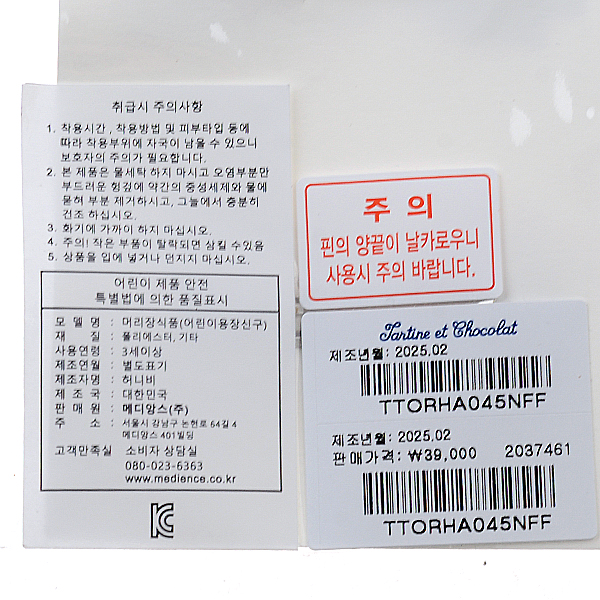 취급시 주의사항
1. 착용시간, 착용방법 및 피부타입 등에
따라 착용부위에 자국이 남을 수 있으니
보호자의 주의가 필요합니다.
2. 본 제품은 물세탁 하지 마시고 오염부분만
부드러운 헝겊에 약간의 중성세제와 물에
묻혀 부분 제거하시고, 그늘에서 충분히
건조 하십시오.
3. 화기에 가까이 하지 마십시오.
4. 주의! 작은 부품이 탈락되면 삼킬 수있음
5. 상품을 입에 넣거나 던지지 마십시오.
어린이 제품 안전
특별법에 의한 품질표시
모 델 명 : 머리장식품(어린이용장신구)
재 질 : 폴리에스터, 기타
사용연령 : 3세이상
제조연월 : 별도표기
제조자명 : 허니비
제 조 국 : 대한민국
판 매 원 : 메디앙스(주)
주 소 : 서울시 강남구 논현로 64길 4
메디앙스 401빌딩
고객만족실 소비자 상담실
080-023-6363
www.medience.co.kr
주 의
핀의 양끝이 날카로우니
사용시 주의 바랍니다.
Tartine et Chocolat
제조년월: 2025.02
TTORHA045NFF
제조년월: 2025.02
판매가격: ₩39,000 2037461
TTORHA045NFF